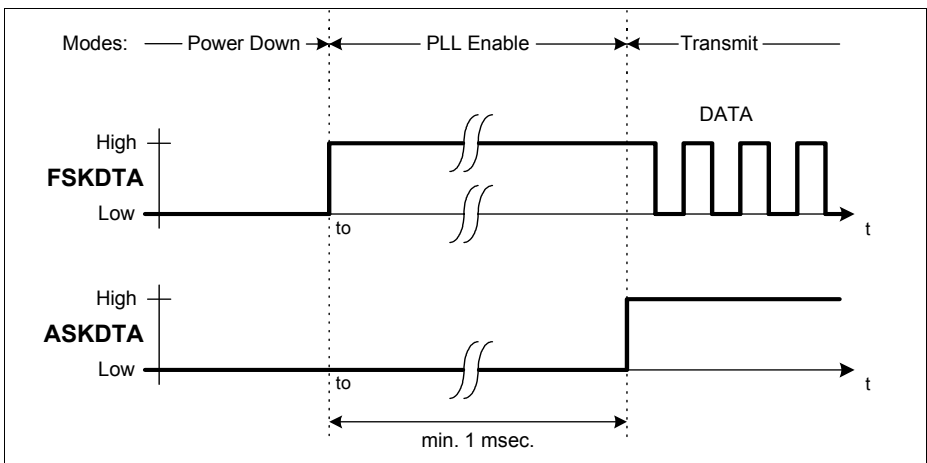 Modes: Power Down PLL Enable Transmit
DATA
High
FSKDTA
Low
to
t
High
ASKDTA
Low
to
t
min. 1 msec.